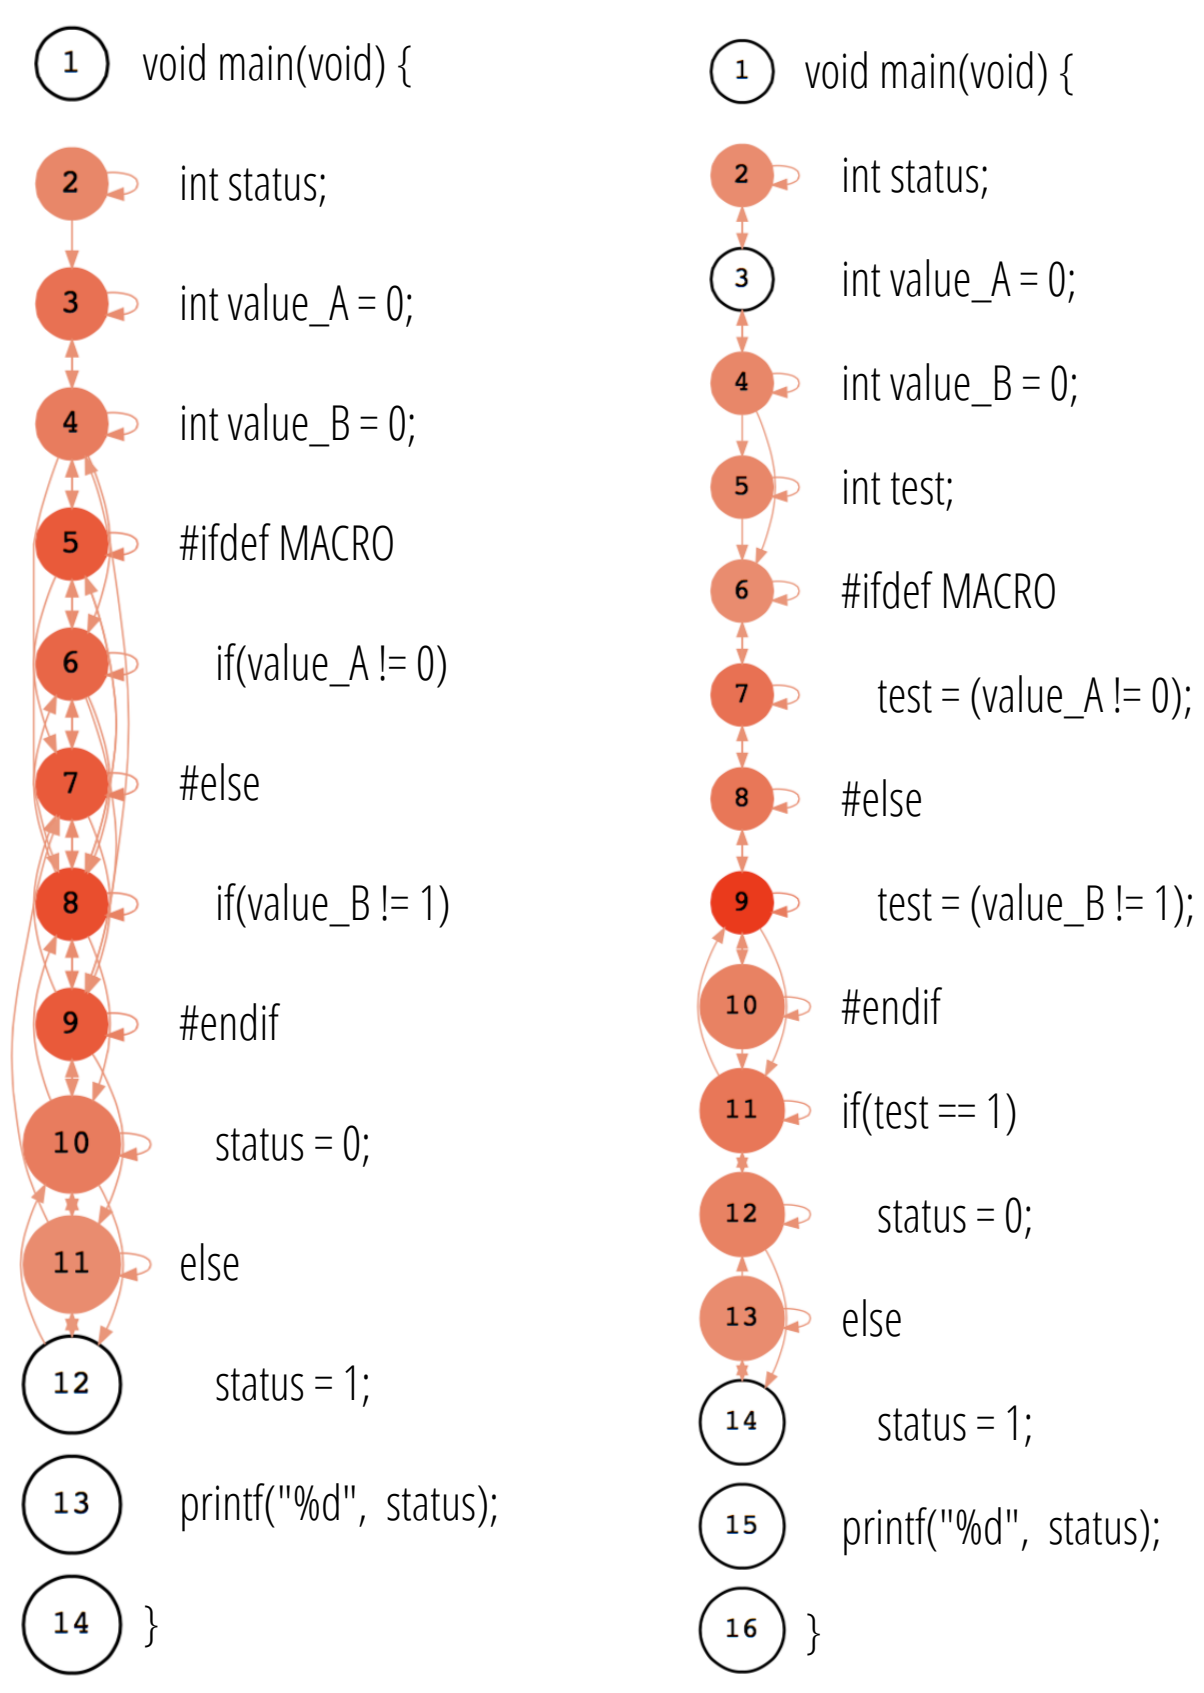 1 void main(void) {
2 int status;
3 int value_A = 0;
4 int value_B = 0;
5 #ifdef MACRO
6 if(value_A != 0)
7 #else
8 if(value_B != 1)
9 #endif
10 status = 0;
11 else
12 status = 1;
13 printf("%d", status);
14 }
1 void main(void) {
2 int status;
3 int value_A = 0;
4 int value_B = 0;
5 int test;
6 #ifdef MACRO
7 test = (value_A != 0);
8 #else
9 test = (value_B != 1);
10 #endif
11 if(test == 1)
12 status = 0;
13 else
14 status = 1;
15 printf("%d", status);
16 }